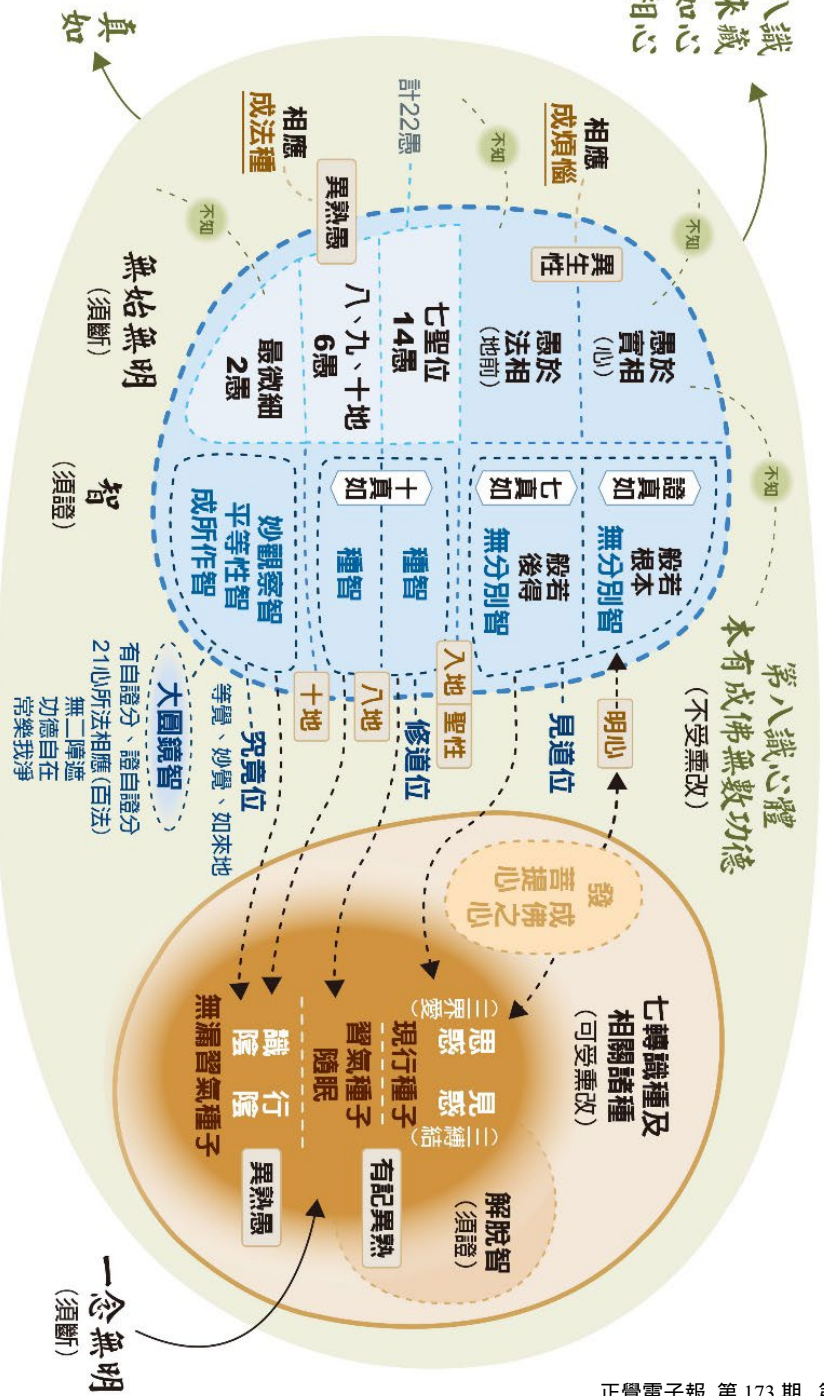 八識
來藏
如心
相心
真如
第八識心體
本有成佛無數功德
(不受熏改)
七轉識種及
相關諸種
(可受熏改)
解脫智
(須證)
一念無明
(須斷)
發
菩提心
成佛之心
見惑
(三縛結)
思惑
(三界愛)
現行種子
習氣種子
隨眠
行陰
識陰
無漏習氣種子
有記異熟
異熟愚
明心
見道位
入地
聖性
修道位
八地
十地
究竟位
等覺、妙覺、如來地
大圓鏡智
有自證分、證自證分
21心所法相應(百法)
無二障遮
功德自在
常樂我淨
證真如
般若
根本
無分別智
七真如
般若
後得
無分別智
十真如
種智
種智
妙觀察智
平等性智
成所作智
智
(須證)
愚於
實相
(心)
愚於
法相
(地前)
七聖位
14愚
八、九、十地
6愚
最微細
2愚
無始無明
(須斷)
異生性
異熟愚
不知
不知
不知
不知
相應
成煩惱
計22愚
相應
成法種
正覺電子報 第 173 期